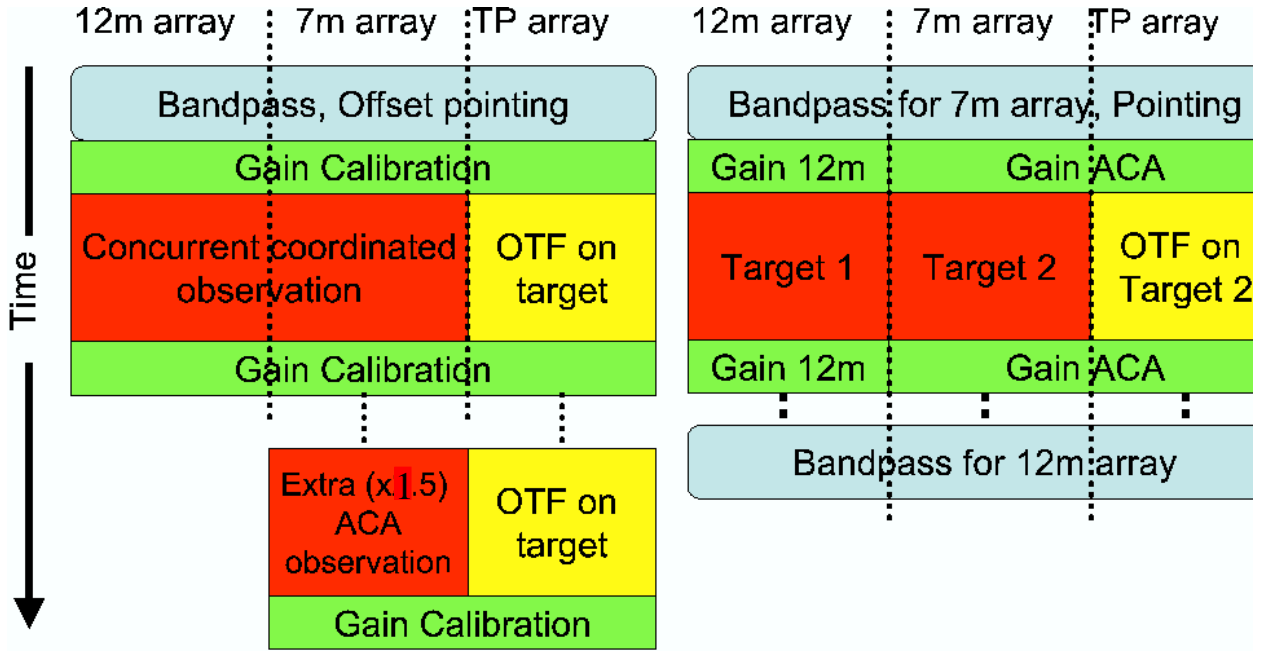 12m array 7m array TP array
Bandpass, Offset pointing
Gain Calibration
Concurrent coordinated
observation
OTF on
target
Gain Calibration
Extra (x1.5)
ACA
observation
OTF on
target
Gain Calibration
Time
12m array 7m array TP array
Bandpass for 7m array, Pointing
Gain 12m Gain ACA
Target 1 Target 2
OTF on
Target 2
Gain 12m Gain ACA
Bandpass for 12m array